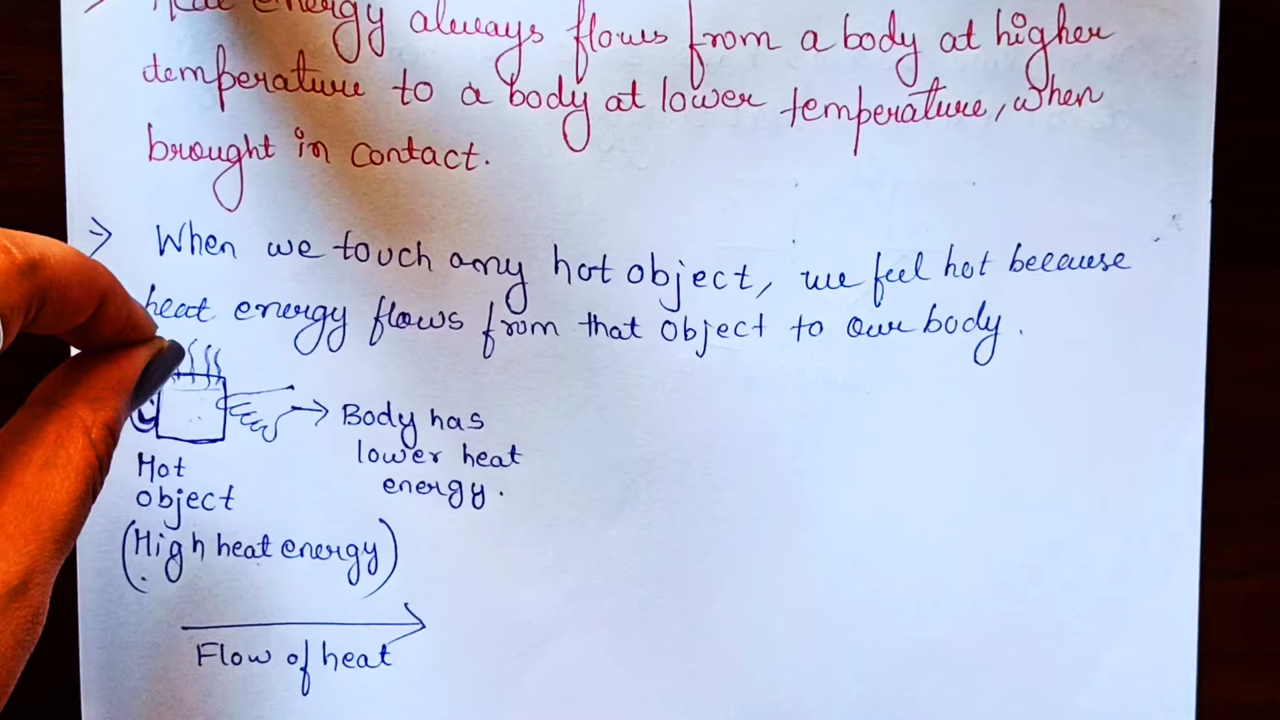 Heat energy always flows from a body at higher
temperature to a body at lower temperature, when
brought in contact.
When we touch any hot object, we feel hot because
heat energy flows from that object to our body.
Body has
lower heat
energy.
Hot
object
(High heat energy)
Flow of heat